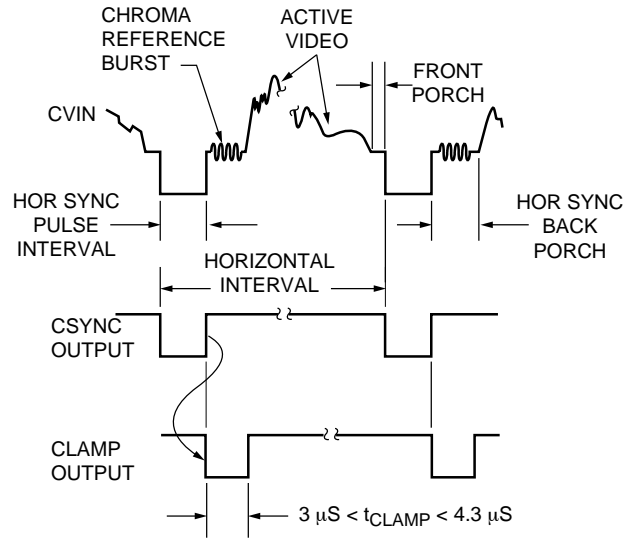 CHROMA
REFERENCE
BURST
ACTIVE
VIDEO
FRONT
PORCH
CVIN
HOR SYNC
PULSE
INTERVAL
HOR SYNC
BACK
PORCH
HORIZONTAL
INTERVAL
CSYNC
OUTPUT
CLAMP
OUTPUT
3 μS < tCLAMP < 4.3 μS